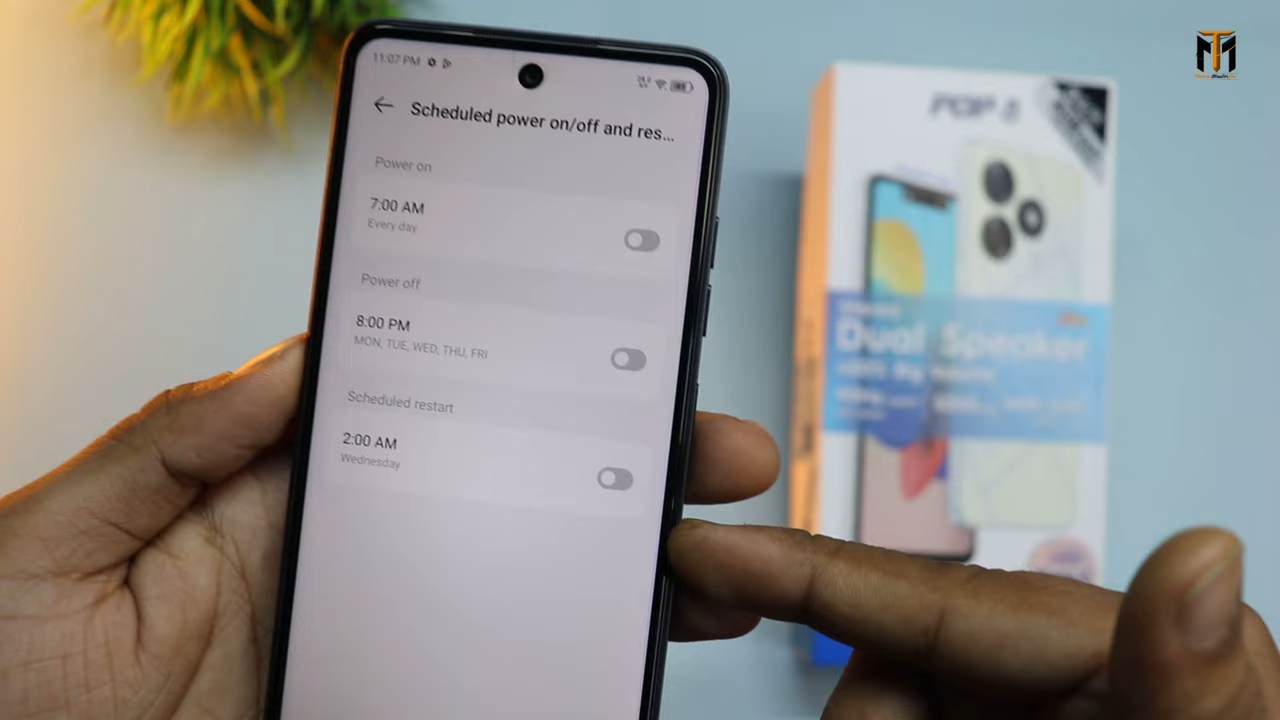 11:07 PM
Scheduled power on/off and res...
Power on
7:00 AM
Every day
Power off
8:00 PM
MON, TUE, WED, THU, FRI
Scheduled restart
2:00 AM
Wednesday
POP 8
Dual Speaker